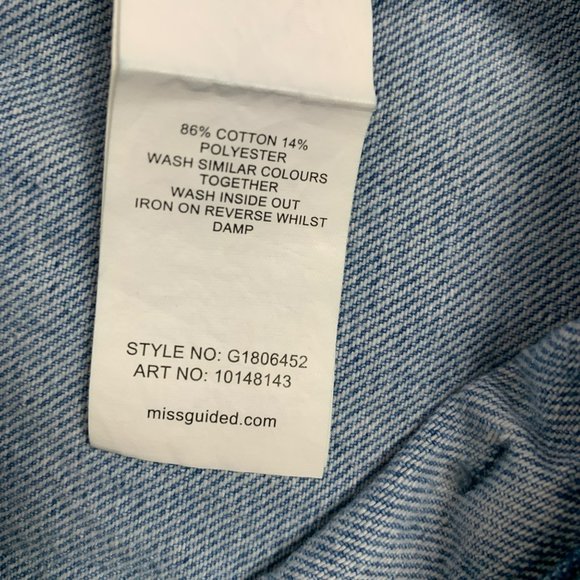 86% COTTON 14%
POLYESTER
WASH SIMILAR COLOURS
TOGETHER
WASH INSIDE OUT
IRON ON REVERSE WHILST
DAMP
STYLE NO: G1806452
ART NO: 10148143
missguided.com